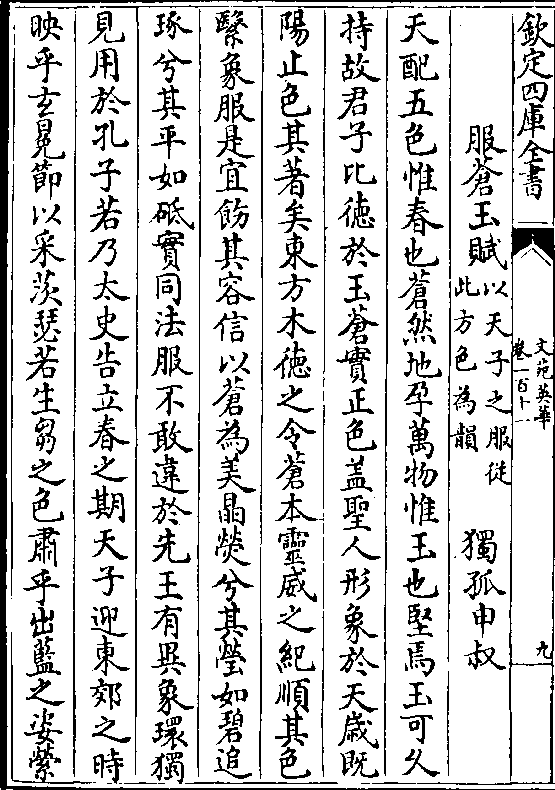 欽定四庫全書
文苑英華
卷一百十一
九
服蒼玉賦 以天子之服從
此方色為韻 獨孤申叔
天配五色惟春也蒼然地孕萬物惟玉也堅焉玉可久
持故君子比德於玉蒼實正色蓋聖人形象於天歲既
陽止色其著矣東方木德之令蒼本靈威之紀順其色
繄象服是宜飭其容信以蒼為美晶熒兮其瑩如碧追
琢兮其平如砥實同法服不敢違於先王有異象環獨
見用於孔子若乃太史告立春之期天子迎東郊之時
映乎玄冕節以采茨瑟若生芻之色肅乎出藍之姿縈